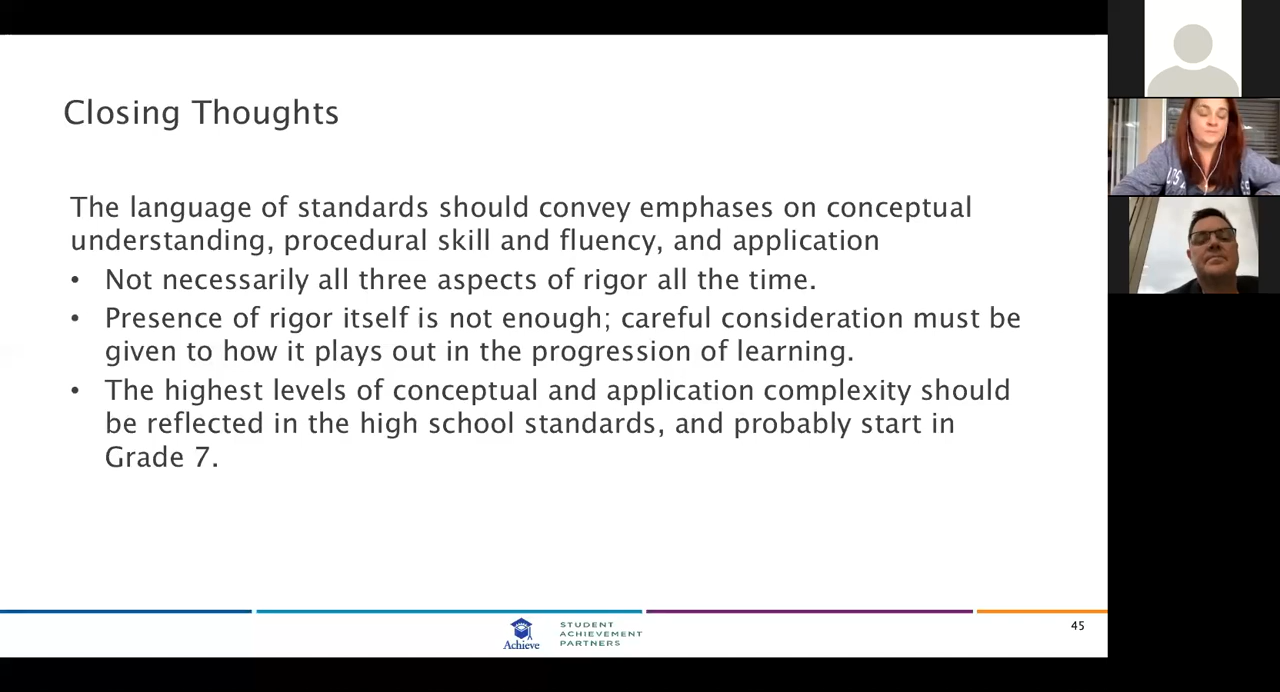 Closing Thoughts
The language of standards should convey emphases on conceptual
understanding, procedural skill and fluency, and application
• Not necessarily all three aspects of rigor all the time.
• Presence of rigor itself is not enough; careful consideration must be
given to how it plays out in the progression of learning.
• The highest levels of conceptual and application complexity should
be reflected in the high school standards, and probably start in
Grade 7.
Achieve
STUDENT
ACHIEVEMENT
PARTNERS
45